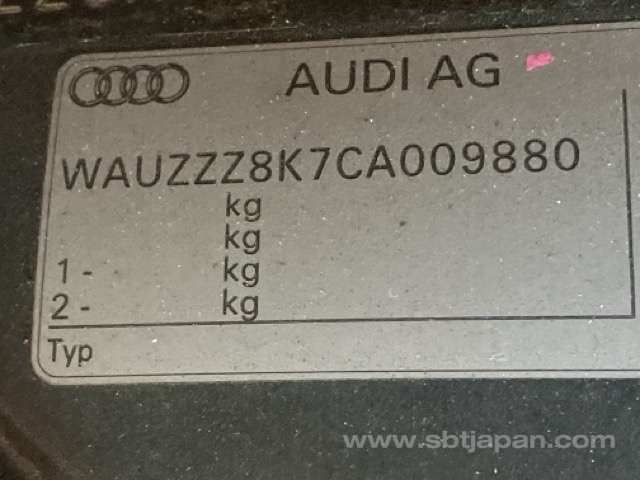 AUDI AG
WAUZZZ8K7CA009880
kg
kg
1 - kg
2 - kg
Typ
www.sbtjapan.com